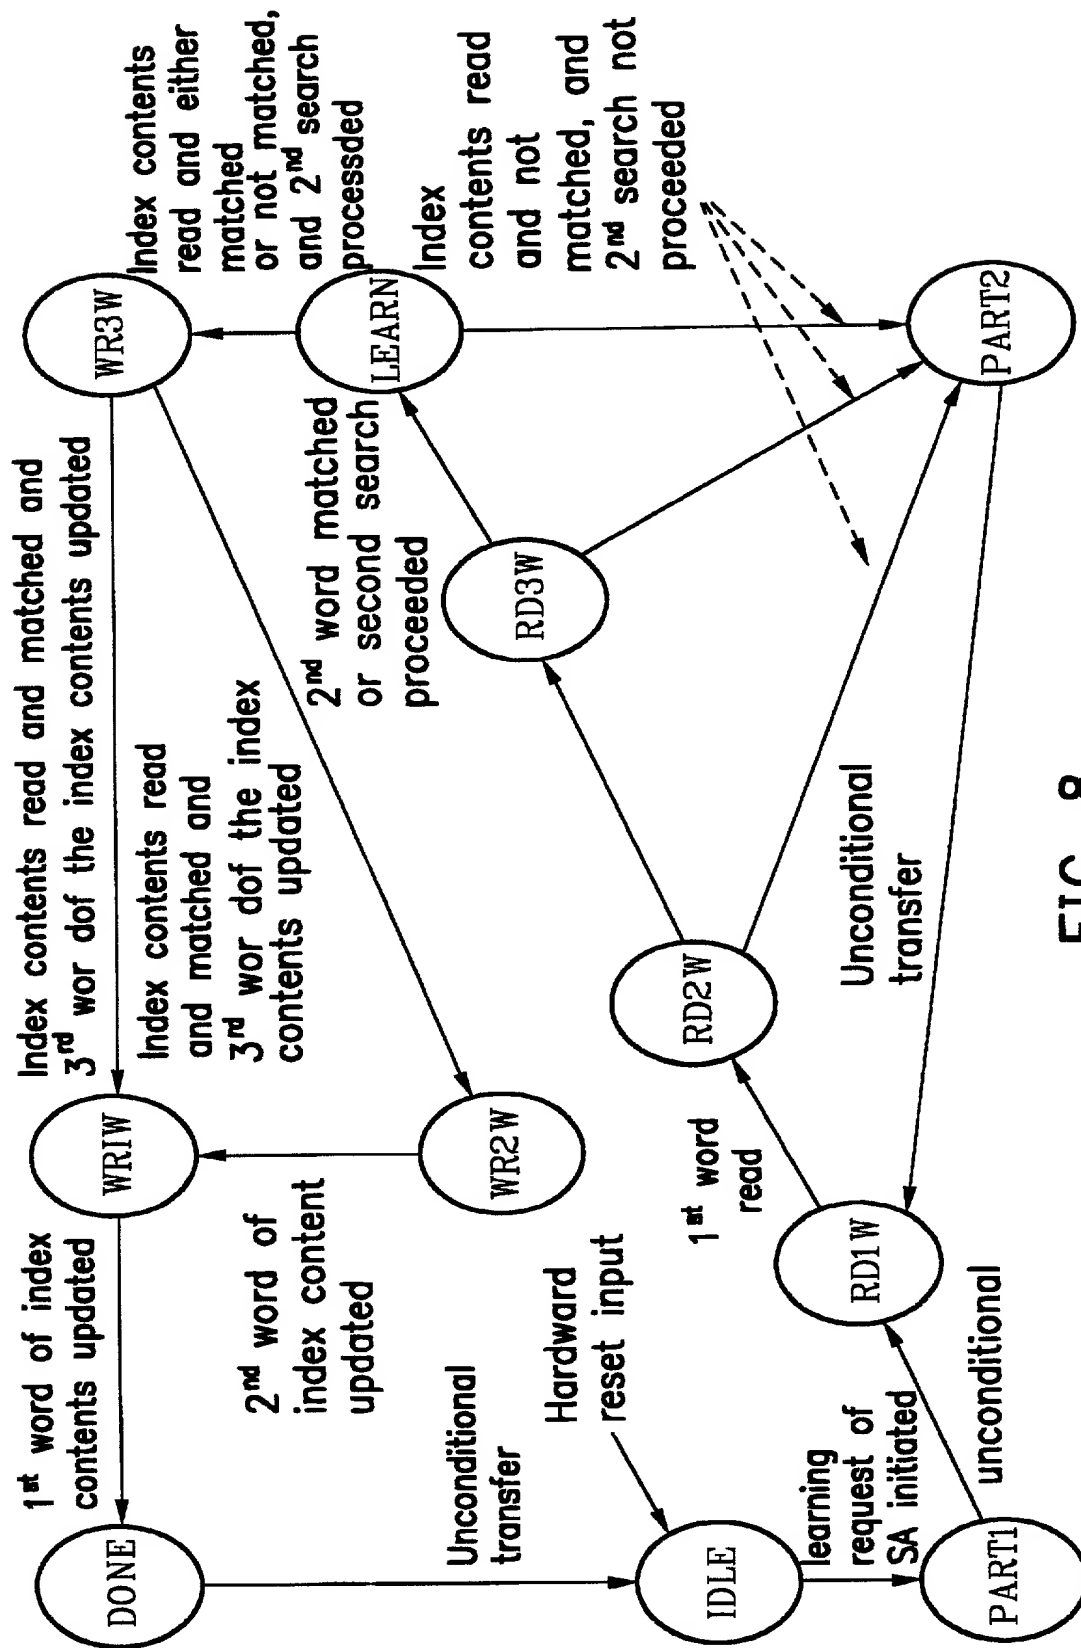 1st word of index
contents updated
Index contents read and matched and
3rd wor dof the index contents updated
Index contents
read and either
matched
or not matched,
and 2nd search
processded
DONE
WR1W
WR3W
Index contents read
and matched and
3rd wor dof the index
contents updated
2nd word of
index content
updated
Unconditional
transfer
WR2W
2nd word matched
or second search
proceeded
LEARN
Index
contents read
and not
matched, and
2nd search not
proceeded
Hardward
reset input
RD3W
IDLE
1st word
read
RD2W
learning
request of
SA initiated
RD1W
Unconditional
transfer
PART1
unconditional
PART2
FIG. 8